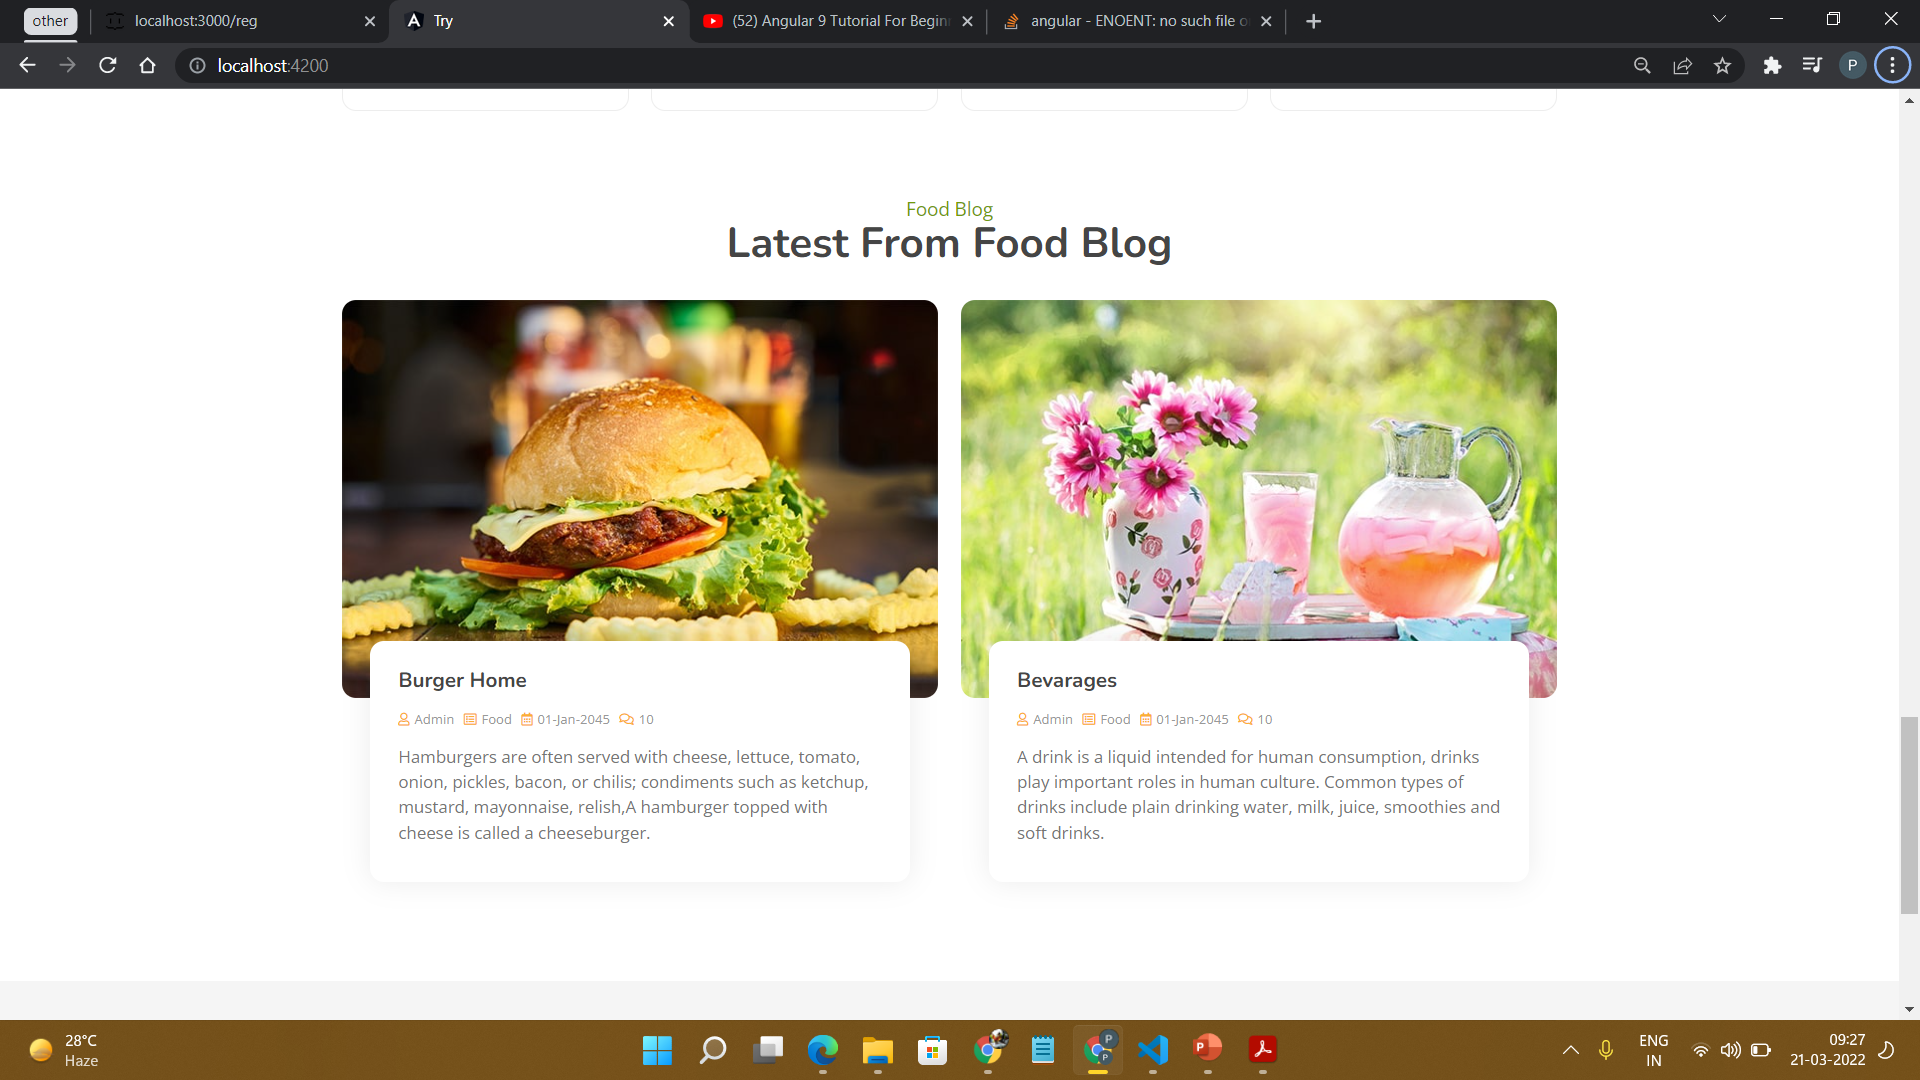 other
localhost:3000/reg
Try
(52) Angular 9 Tutorial For Begin
angular - ENOENT: no such file o
localhost:4200
P
Food Blog
Latest From Food Blog
Burger Home
Admin Food 01-Jan-2045 10
Hamburgers are often served with cheese, lettuce, tomato,
onion, pickles, bacon, or chilis; condiments such as ketchup,
mustard, mayonnaise, relish,A hamburger topped with
cheese is called a cheeseburger.
Bevarages
Admin Food 01-Jan-2045 10
A drink is a liquid intended for human consumption, drinks
play important roles in human culture. Common types of
drinks include plain drinking water, milk, juice, smoothies and
soft drinks.
28°C
Haze
P
P
P
ENG
IN
09:27
21-03-2022